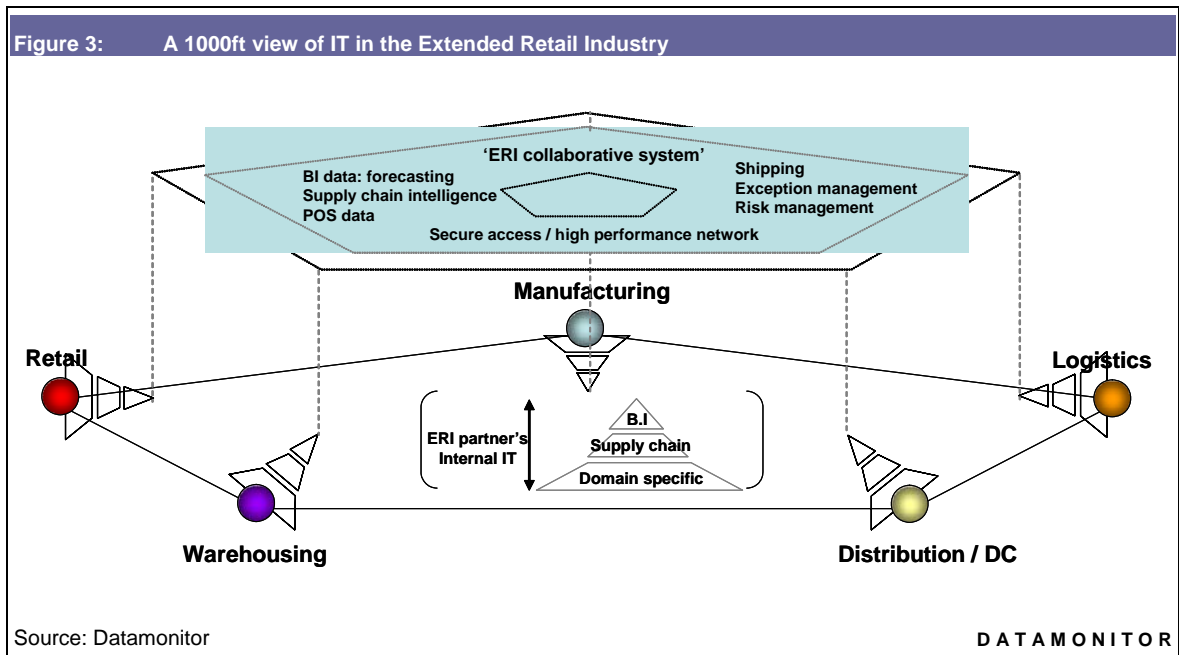 Figure 3: A 1000ft view of IT in the Extended Retail Industry
‘ERI collaborative system’
BI data: forecasting
Supply chain intelligence
POS data
Shipping
Exception management
Risk management
Secure access / high performance network
Manufacturing
Retail
Logistics
ERI partner’s
Internal IT
B.I
Supply chain
Domain specific
Warehousing
Distribution / DC
Source: Datamonitor
DATAMONITOR